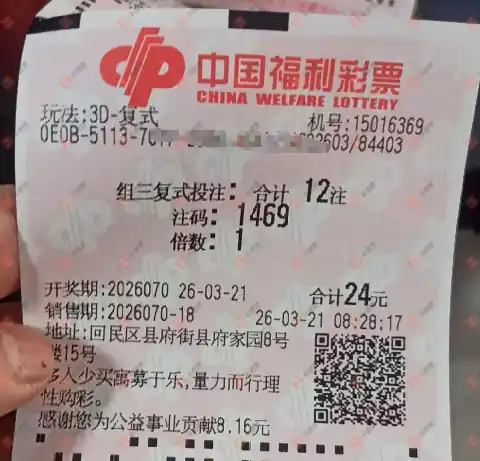 中国福利彩票
CHINA WELFARE LOTTERY
玩法:3D-复式
机号:15016369
0E0B-5113-7 2603/84403
组三复式投注: 合计 12注
注码: 1469
倍数: 1
开奖期:2026070 26-03-21 合计24元
销售期:2026070-18 26-03-21 08:28:17
地址:回民区县府街县府家园8号
楼15号
多人少买寓募于乐,量力而行理
性购彩。
感谢您为公益事业贡献8.16元